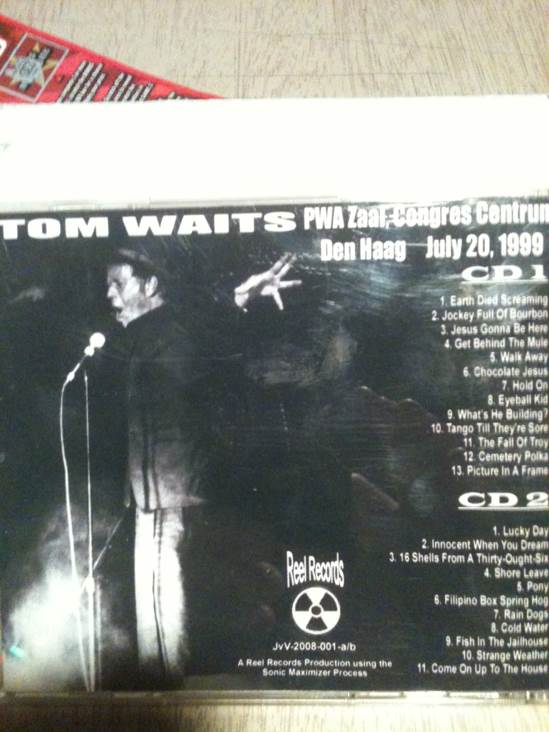 TOM WAITS PWA Zaal, Congres Centrum
Den Haag July 20, 1999
CD 1
1. Earth Died Screaming
2. Jockey Full Of Bourbon
3. Jesus Gonna Be Here
4. Get Behind The Mule
5. Walk Away
6. Chocolate Jesus
7. Hold On
8. Eyeball Kid
9. What's He Building?
10. Tango Till They're Sore
11. The Fall Of Troy
12. Cemetery Polka
13. Picture In A Frame
CD 2
1. Lucky Day
2. Innocent When You Dream
3. 16 Shells From A Thirty-Ought-Six
4. Shore Leave
5. Pony
6. Filipino Box Spring Hog
7. Rain Dogs
8. Cold Water
9. Fish In The Jailhouse
10. Strange Weather
11. Come On Up To The House
Reel Records
JvV-2008-001-a/b
A Reel Records Production using the
Sonic Maximizer Process